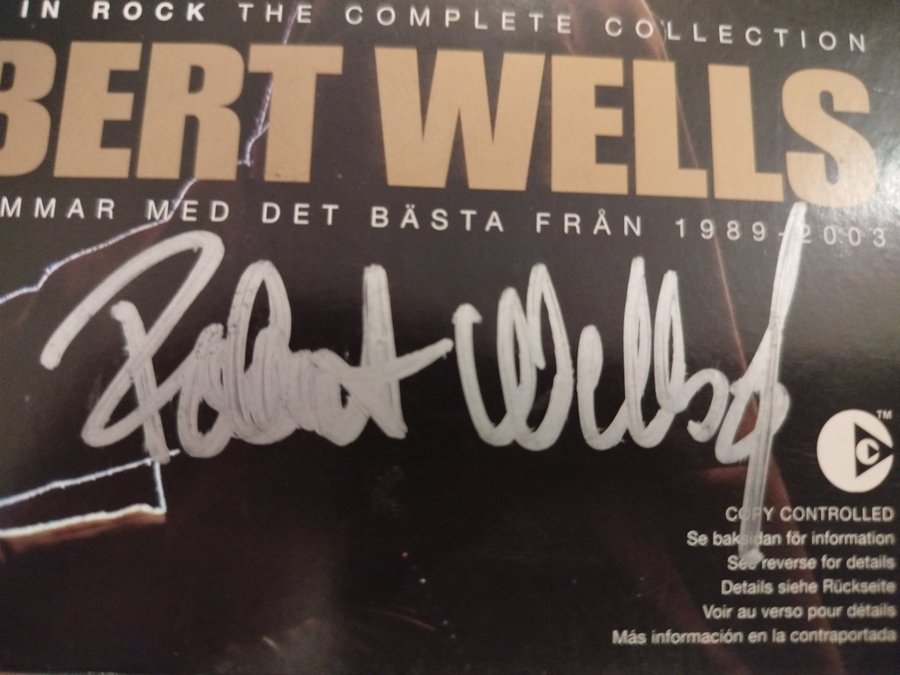 IN ROCK THE COMPLETE COLLECTION
BERT WELLS
MMAR MED DET BÄSTA FRÅN 1989-2003
Robert Wells
TM
C
COPY CONTROLLED
Se baksidan för information
See reverse for details
Details siehe Rückseite
Voir au verso pour détails
Más información en la contraportada